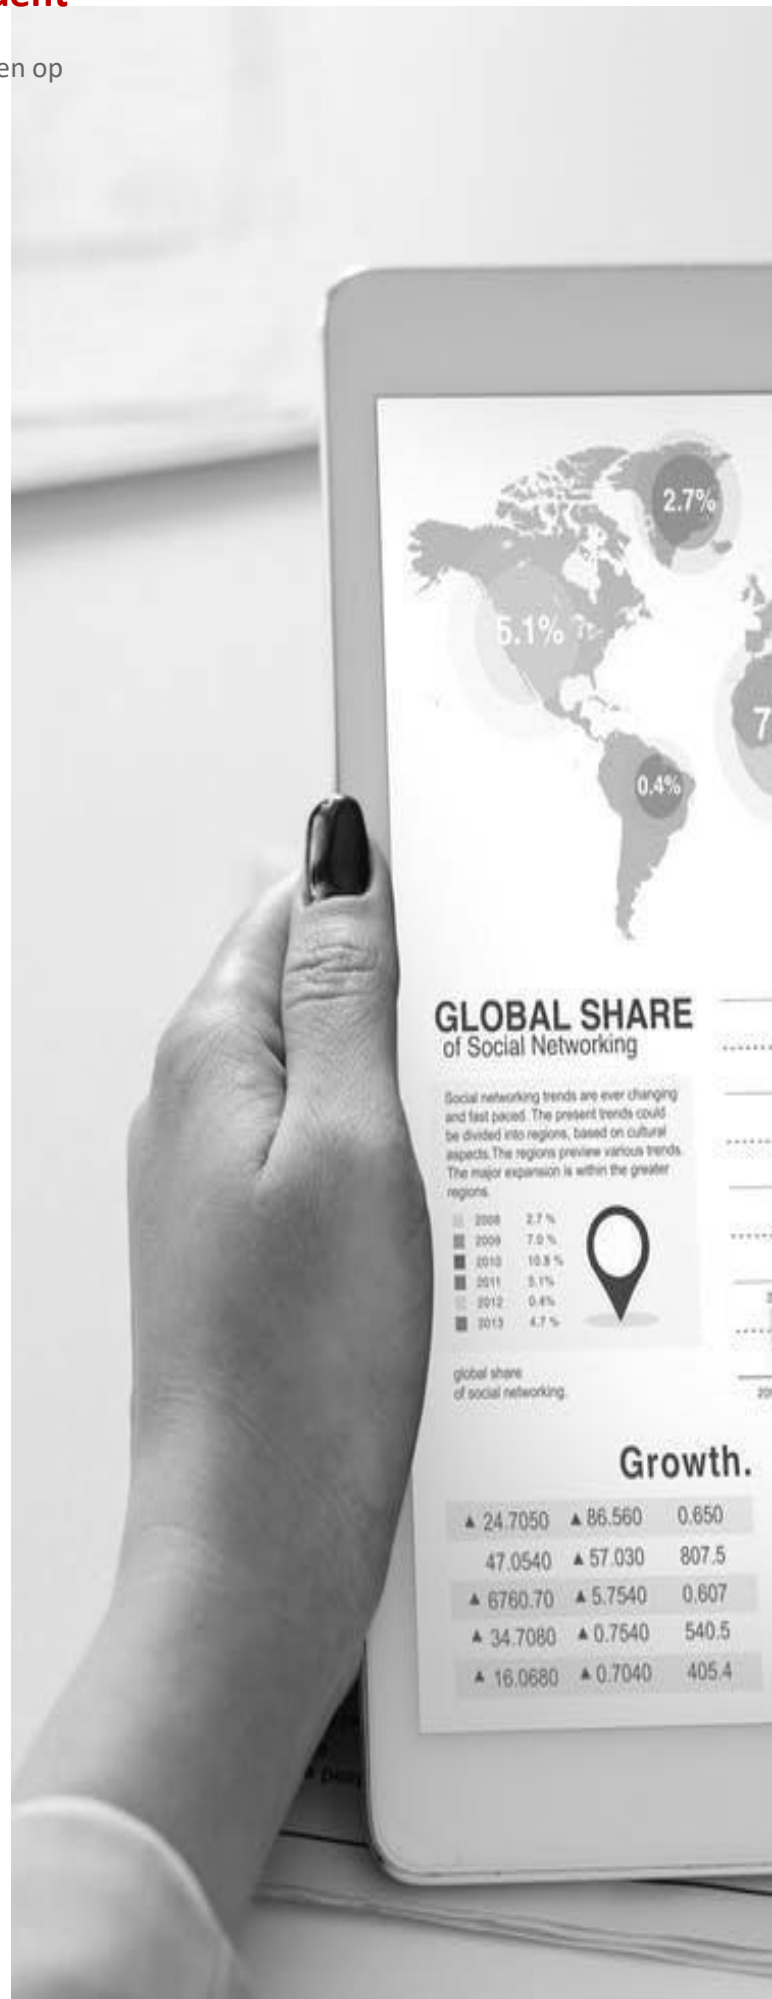 en op
2.7%
5.1%
7
0.4%
GLOBAL SHARE
of Social Networking
Social networking trends are ever changing
and fast paced. The present trends could
be divided into regions, based on cultural
aspects. The regions preview various trends.
The major expansion is within the greater
regions.
2008 2.7 %
2009 7.0 %
2010 10.8 %
2011 5.1%
2012 0.4%
2013 4.7 %
global share
of social networking.
Growth.
▲ 24.7050 ▲ 86.560 0.650
47.0540 ▲ 57.030 807.5
▲ 6760.70 ▲ 5.7540 0.607
▲ 34.7080 ▲ 0.7540 540.5
▲ 16.0680 ▲ 0.7040 405.4